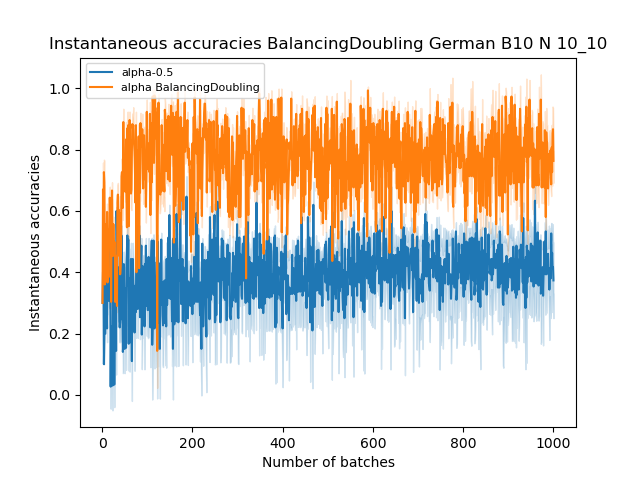 Instantaneous accuracies BalancingDoubling German B10 N 10_10
alpha-0.5
alpha BalancingDoubling
Instantaneous accuracies
1.0
0.8
0.6
0.4
0.2
0.0
0 200 400 600 800 1000
Number of batches